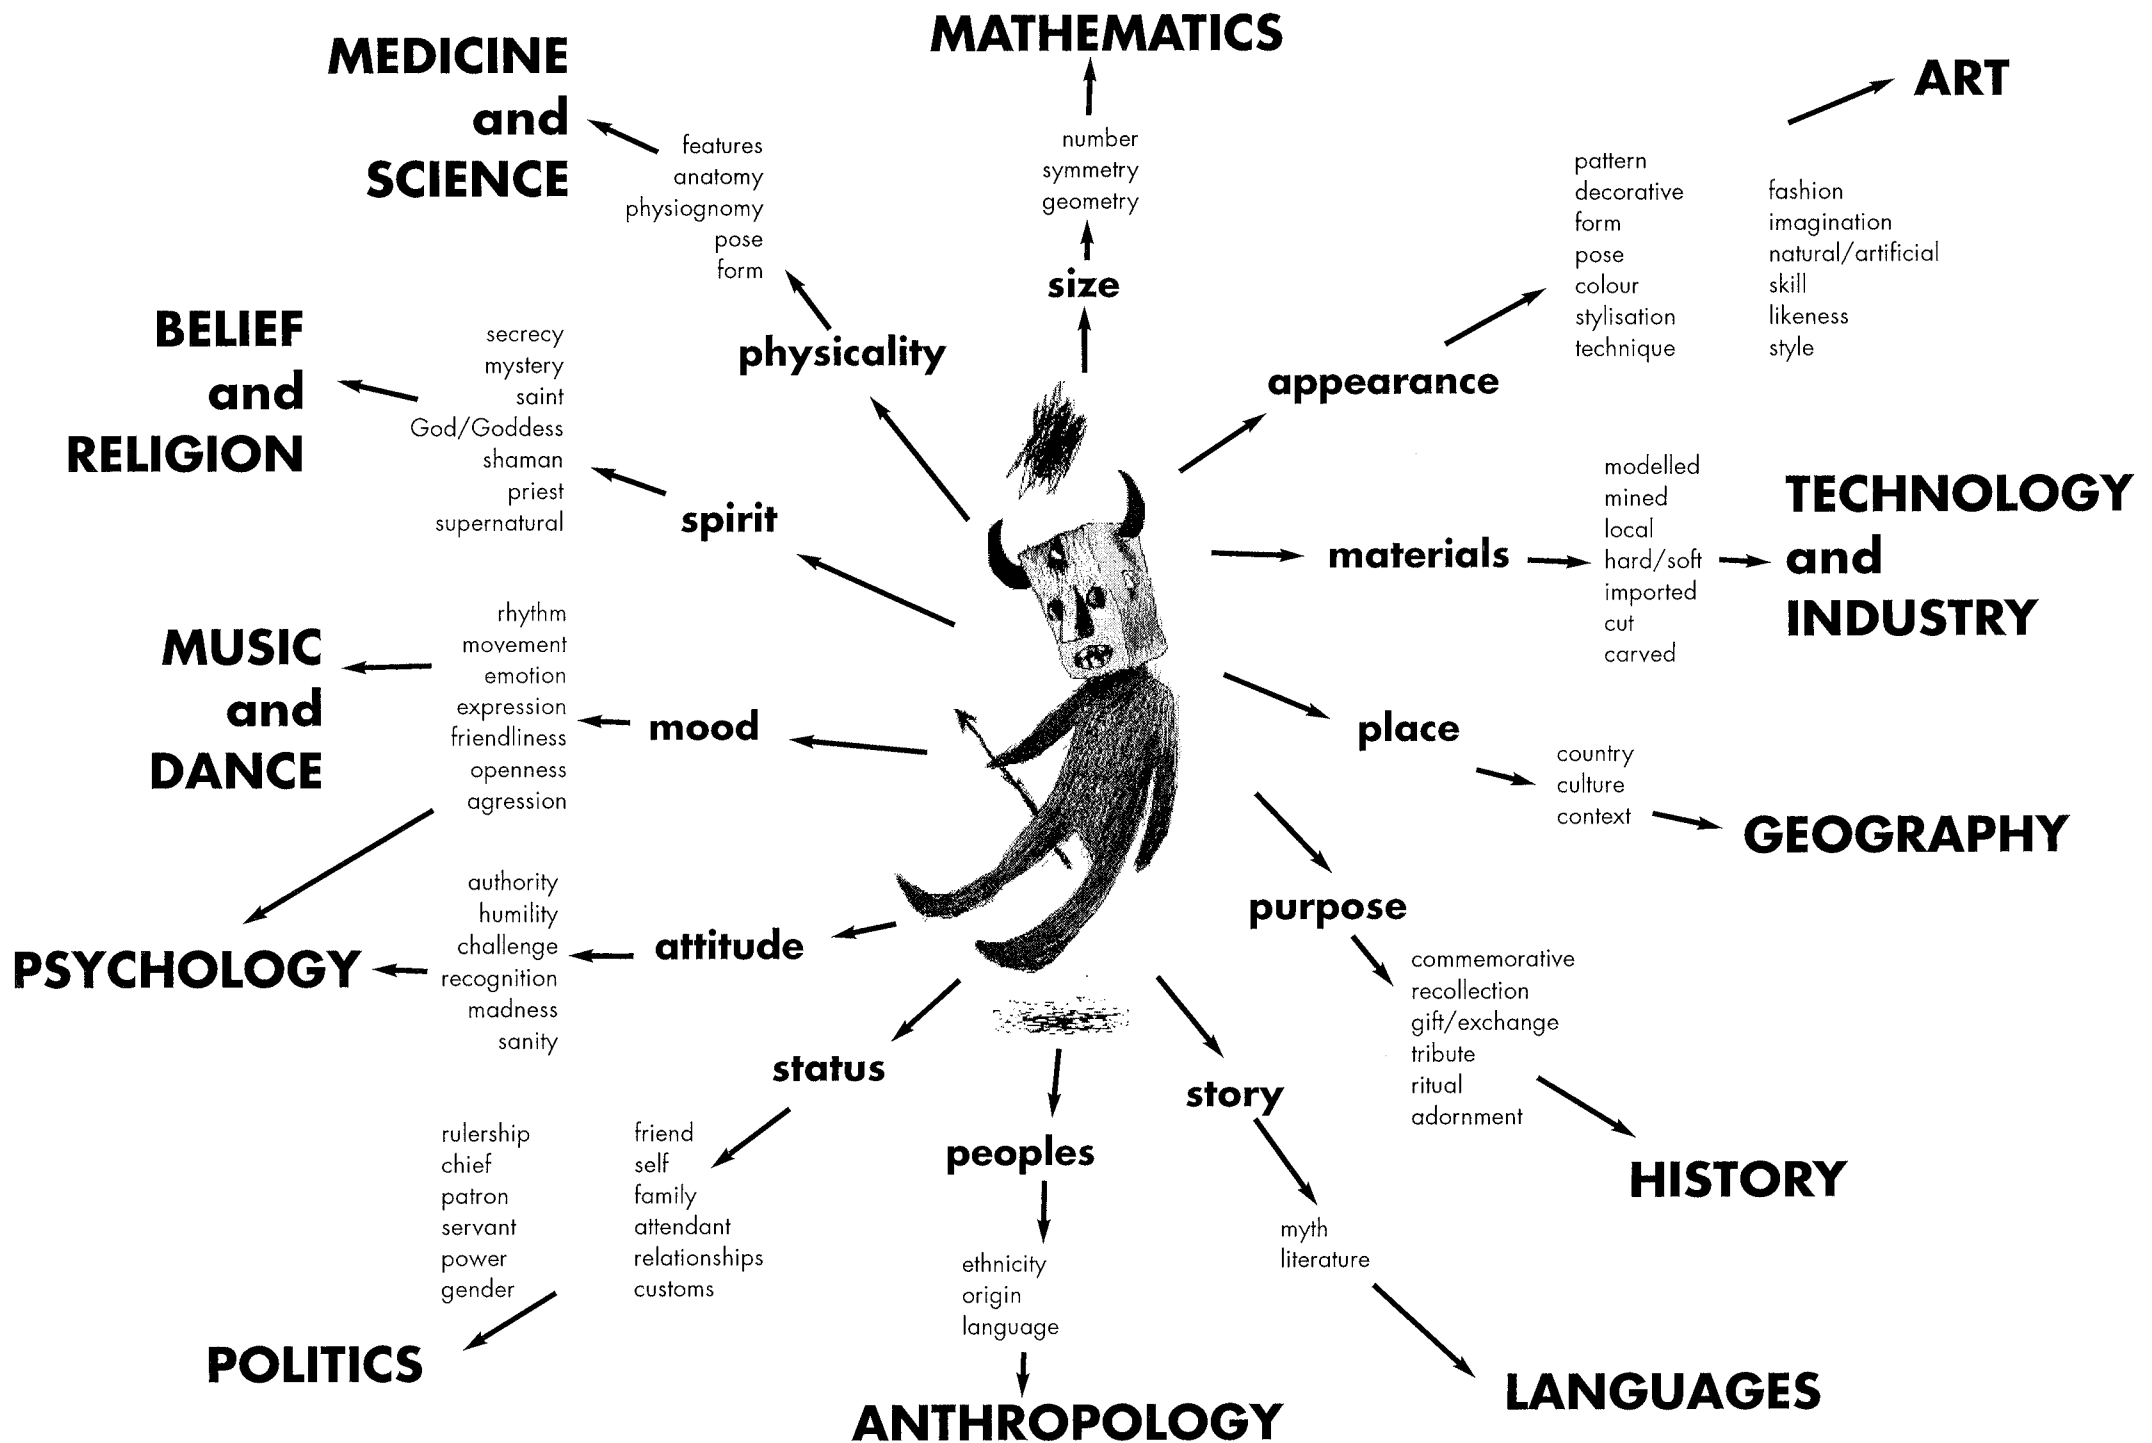 MATHEMATICS
number
symmetry
geometry
size
ART
pattern
decorative
form
pose
colour
stylisation
technique
fashion
imagination
natural/artificial
skill
likeness
style
appearance
TECHNOLOGY
and
INDUSTRY
modelled
mined
local
hard/soft
imported
cut
carved
materials
place
country
culture
context
GEOGRAPHY
purpose
commemorative
recollection
gift/exchange
tribute
ritual
adornment
HISTORY
story
myth
literature
LANGUAGES
peoples
ethnicity
origin
language
ANTHROPOLOGY
status
rulership
chief
patron
servant
power
gender
friend
self
family
attendant
relationships
customs
POLITICS
attitude
authority
humility
challenge
recognition
madness
sanity
PSYCHOLOGY
mood
rhythm
movement
emotion
expression
friendliness
openness
agression
MUSIC
and
DANCE
spirit
secrecy
mystery
saint
God/Goddess
shaman
priest
supernatural
BELIEF
and
RELIGION
physicality
features
anatomy
physiognomy
pose
form
MEDICINE
and
SCIENCE